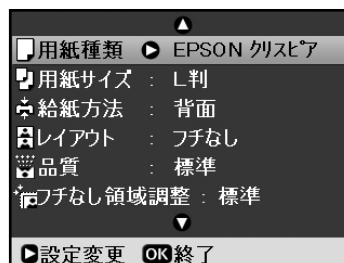 用紙種類 EPSON クリスピア
用紙サイズ : L判
給紙方法 : 背面
レイアウト : フチなし
品質 : 標準
フチなし領域調整 : 標準
設定変更 OK終了